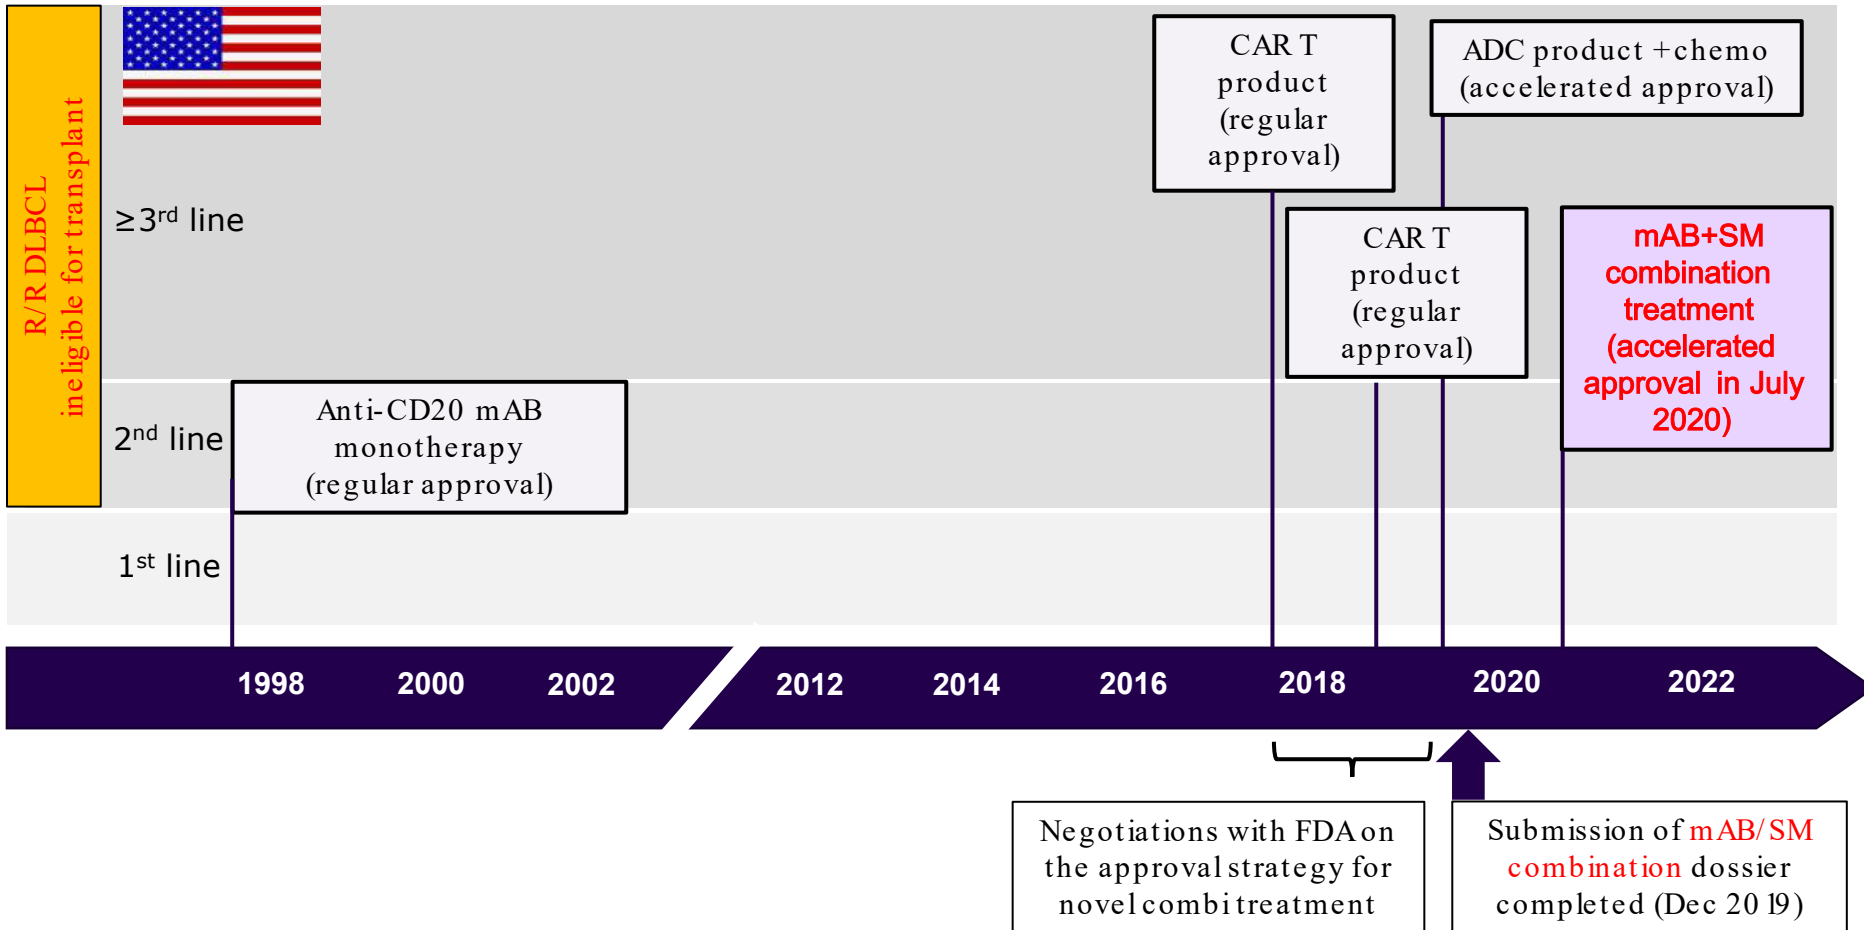 R/R DLBCL
ineligible for transplant
≥3rd line
2nd line
1st line
CAR T
product
(regular
approval)
ADC product +chemo
(accelerated approval)
CAR T
product
(regular
approval)
mAB+SM
combination
treatment
(accelerated
approval in July
2020)
Anti-CD20 mAB
monotherapy
(regular approval)
1998 2000 2002 2012 2014 2016 2018 2020 2022
Negotiations with FDA on
the approval strategy for
novel combi treatment
Submission of mAB/SM
combination dossier
completed (Dec 2019)